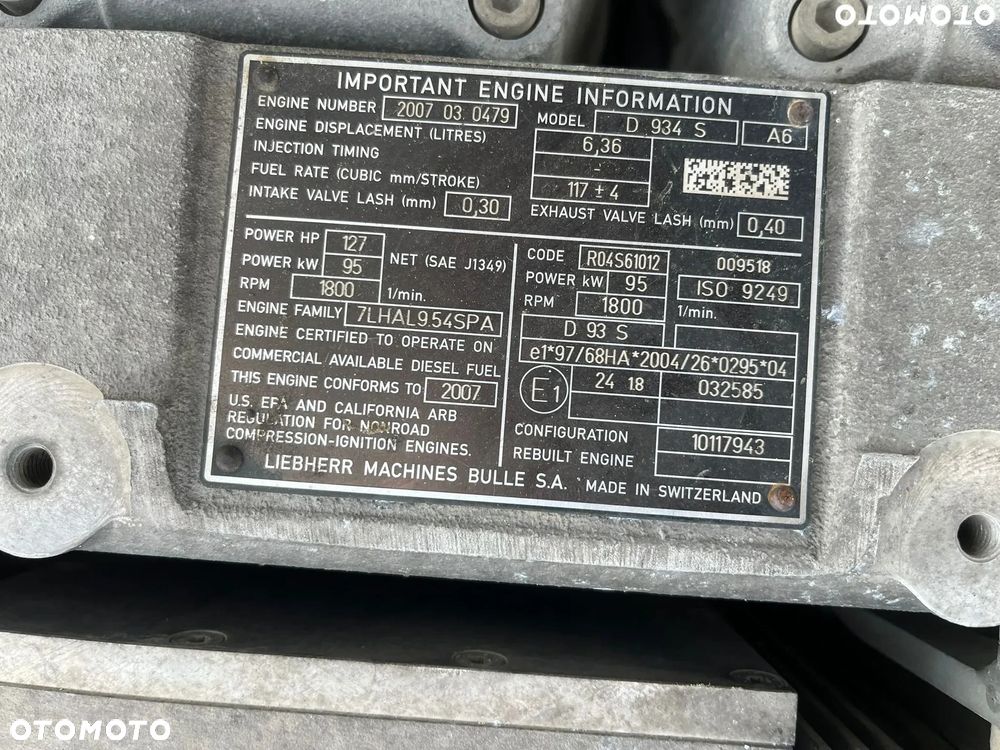 OTOMOTO
IMPORTANT ENGINE INFORMATION
ENGINE NUMBER 2007 03 0479 MODEL D 934 S A6
ENGINE DISPLACEMENT (LITRES) 6,36
INJECTION TIMING -
FUEL RATE (CUBIC mm/STROKE) 117 ± 4
INTAKE VALVE LASH (mm) 0,30 EXHAUST VALVE LASH (mm) 0,40
POWER HP 127
POWER kW 95 NET (SAE J1349)
RPM 1800 1/min.
ENGINE FAMILY 7LHAL9.54SPA
ENGINE CERTIFIED TO OPERATE ON
COMMERCIAL AVAILABLE DIESEL FUEL
THIS ENGINE CONFORMS TO 2007
U.S. EPA AND CALIFORNIA ARB
REGULATION FOR NONROAD
COMPRESSION-IGNITION ENGINES.
CODE R04S61012 009518
POWER kW 95 ISO 9249
RPM 1800 1/min.
D 93 S
e1*97/68HA*2004/26*0295*04
E1 24 18 032585
CONFIGURATION 10117943
REBUILT ENGINE
LIEBHERR MACHINES BULLE S.A. MADE IN SWITZERLAND
OTOMOTO